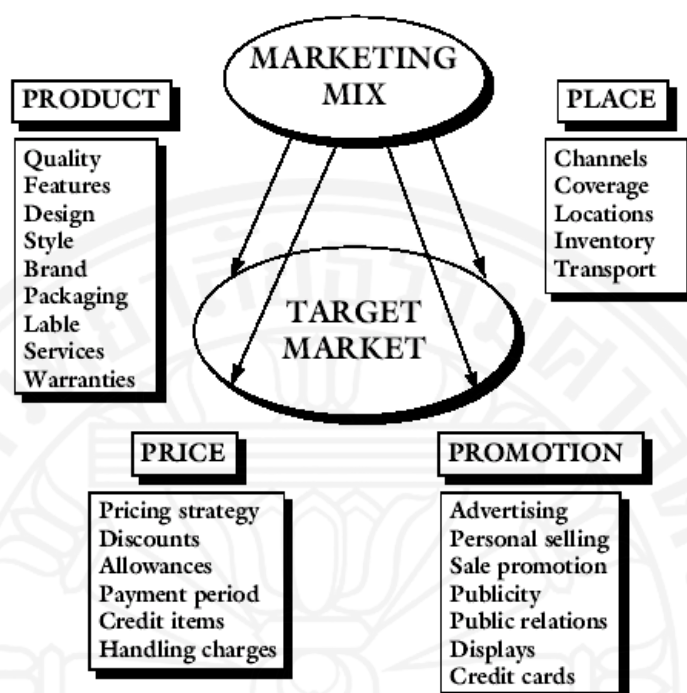 MARKETING
MIX
PRODUCT
Quality
Features
Design
Style
Brand
Packaging
Lable
Services
Warranties
PLACE
Channels
Coverage
Locations
Inventory
Transport
TARGET
MARKET
PRICE
Pricing strategy
Discounts
Allowances
Payment period
Credit items
Handling charges
PROMOTION
Advertising
Personal selling
Sale promotion
Publicity
Public relations
Displays
Credit cards